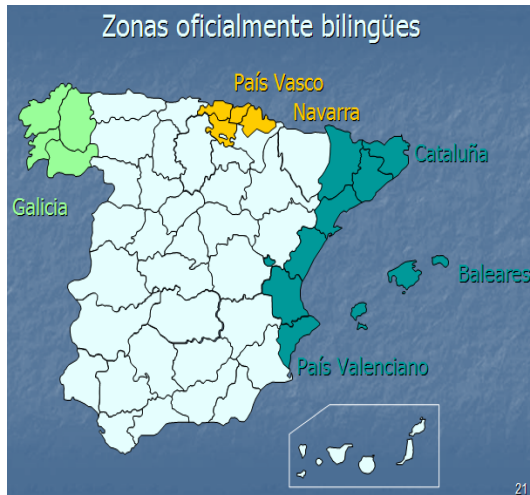 Zonas oficialmente bilingües
País Vasco
Navarra
Cataluña
Galicia
Baleares
País Valenciano
21